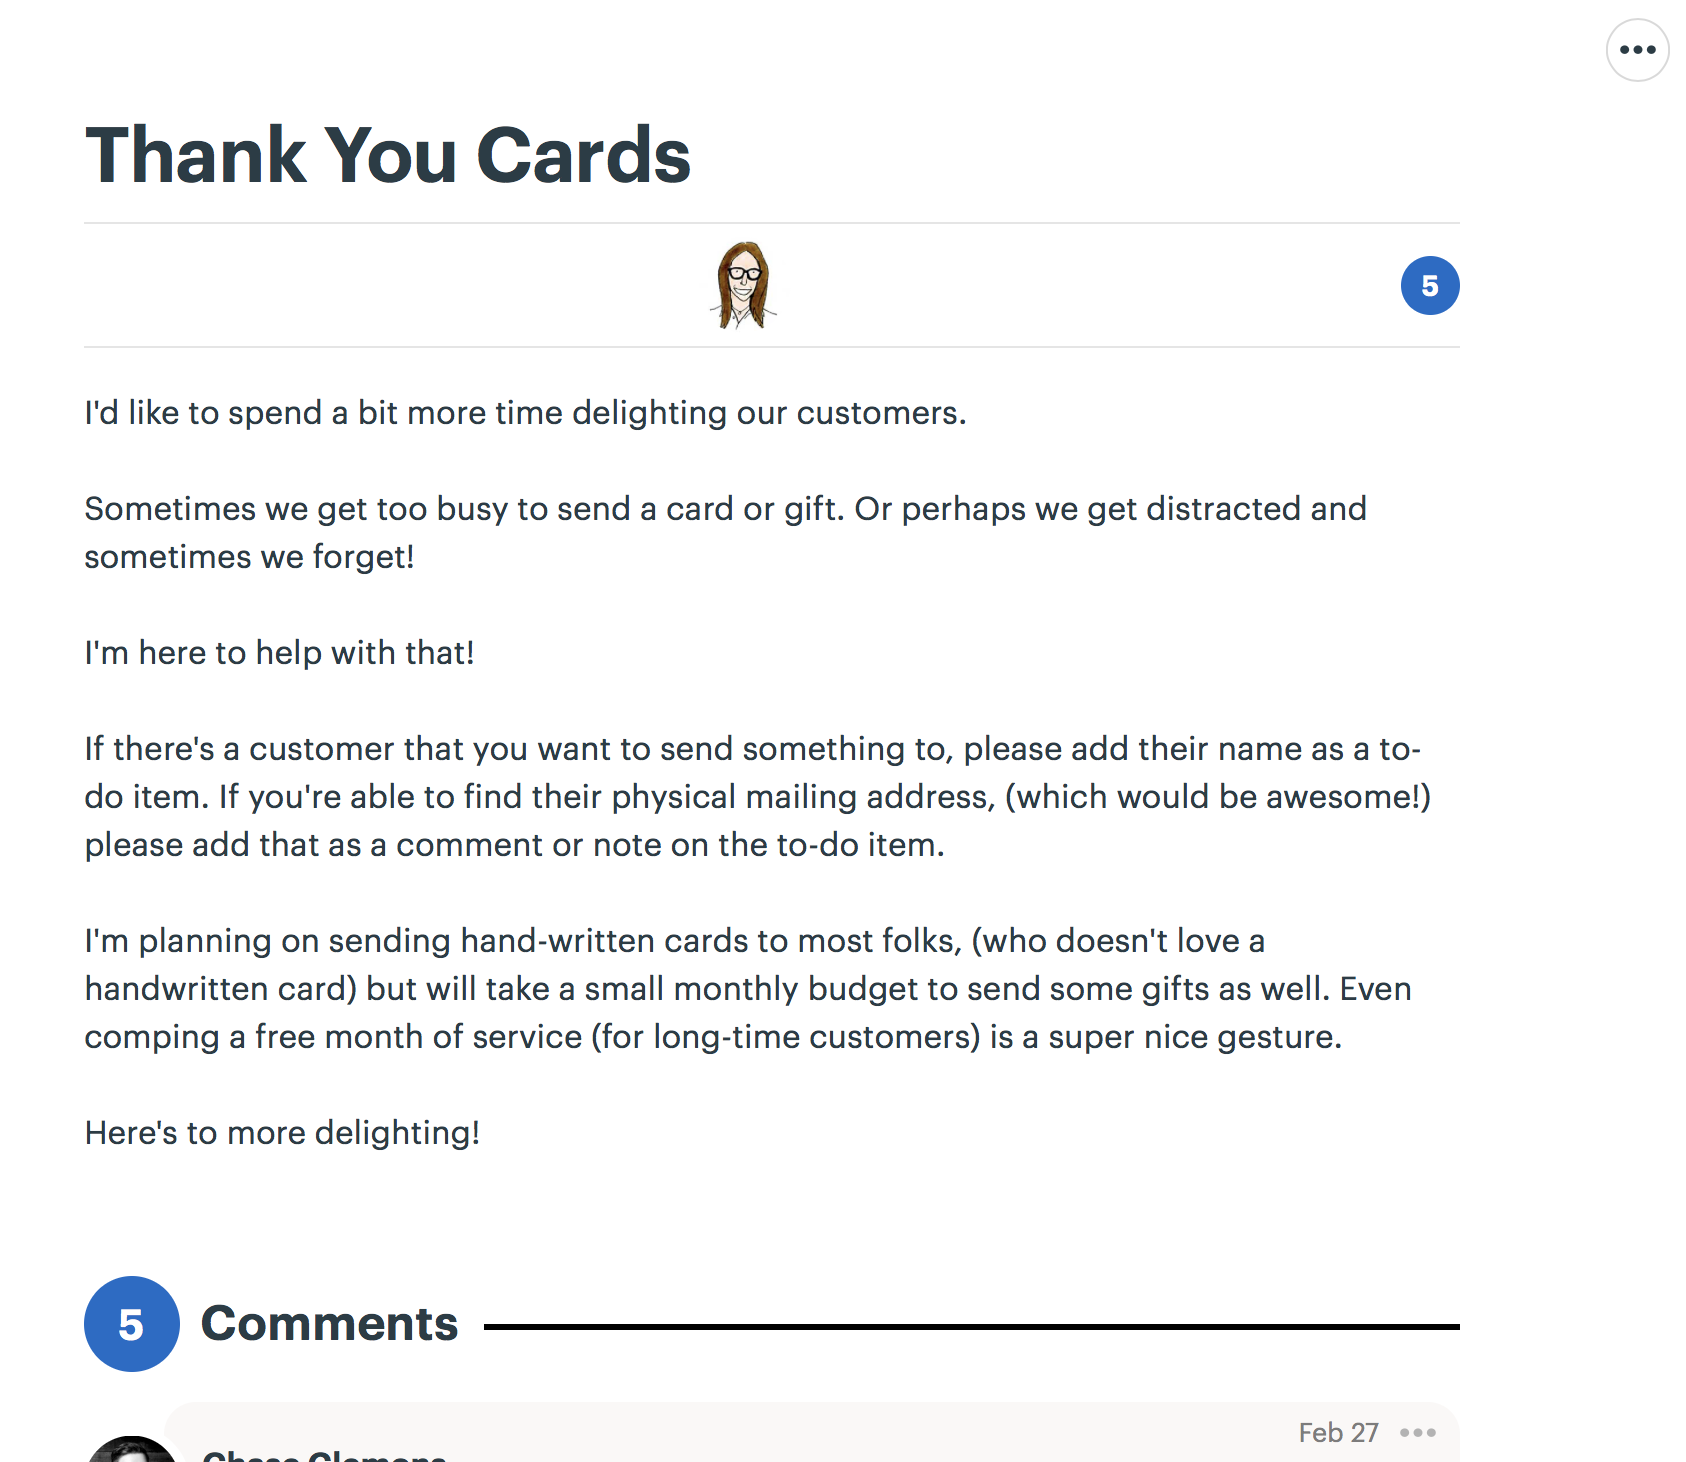 Thank You Cards
5
I'd like to spend a bit more time delighting our customers.
Sometimes we get too busy to send a card or gift. Or perhaps we get distracted and
sometimes we forget!
I'm here to help with that!
If there's a customer that you want to send something to, please add their name as a to-
do item. If you're able to find their physical mailing address, (which would be awesome!)
please add that as a comment or note on the to-do item.
I'm planning on sending hand-written cards to most folks, (who doesn't love a
handwritten card) but will take a small monthly budget to send some gifts as well. Even
comping a free month of service (for long-time customers) is a super nice gesture.
Here's to more delighting!
5 Comments
Feb 27
Chase Clemons